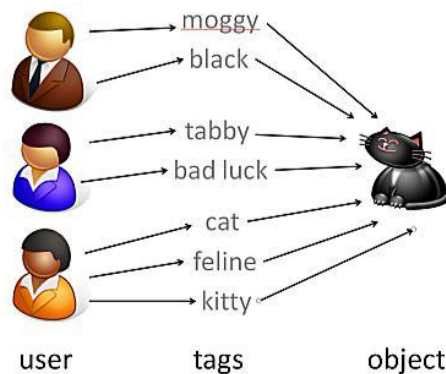 moggy
black
tabby
bad luck
cat
feline
kitty
user tags object